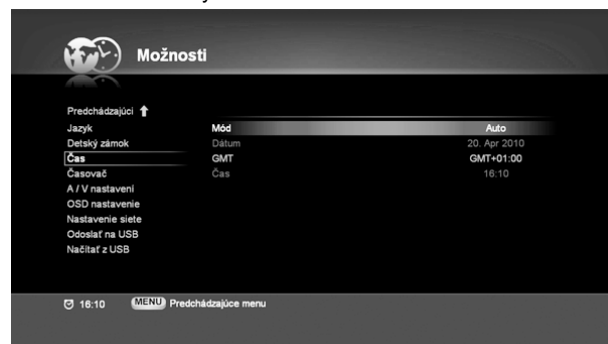 Možnosti
Predchádzajúci
Jazyk
Mód Auto
Detský zámok
Dátum 20. Apr 2010
Čas
GMT GMT+01:00
Časovač
Čas 16:10
A / V nastavení
OSD nastavenie
Nastavenie siete
Odoslať na USB
Načítať z USB
16:10 MENU Predchádzajúce menu